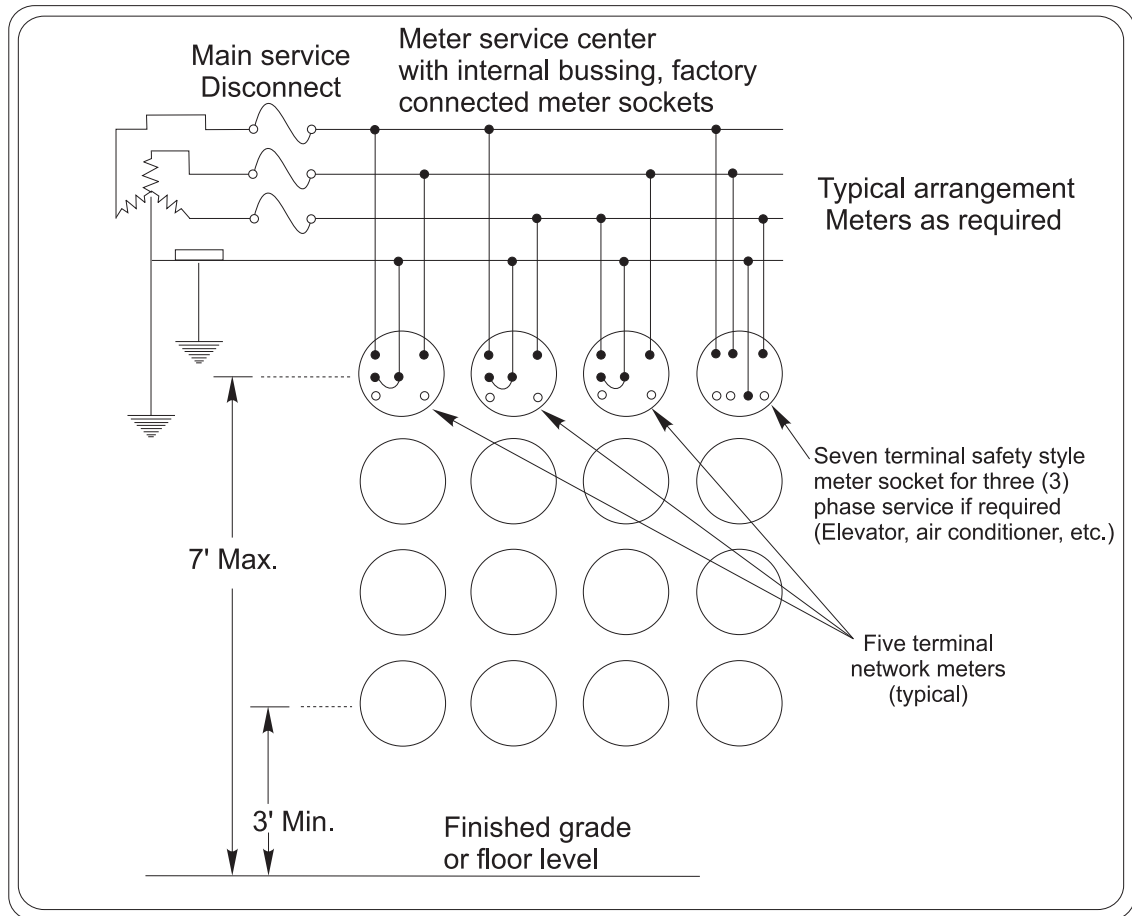 Main service
Disconnect
Meter service center
with internal bussing, factory
connected meter sockets
Typical arrangement
Meters as required
Seven terminal safety style
meter socket for three (3)
phase service if required
(Elevator, air conditioner, etc.)
7' Max.
Five terminal
network meters
(typical)
3' Min.
Finished grade
or floor level